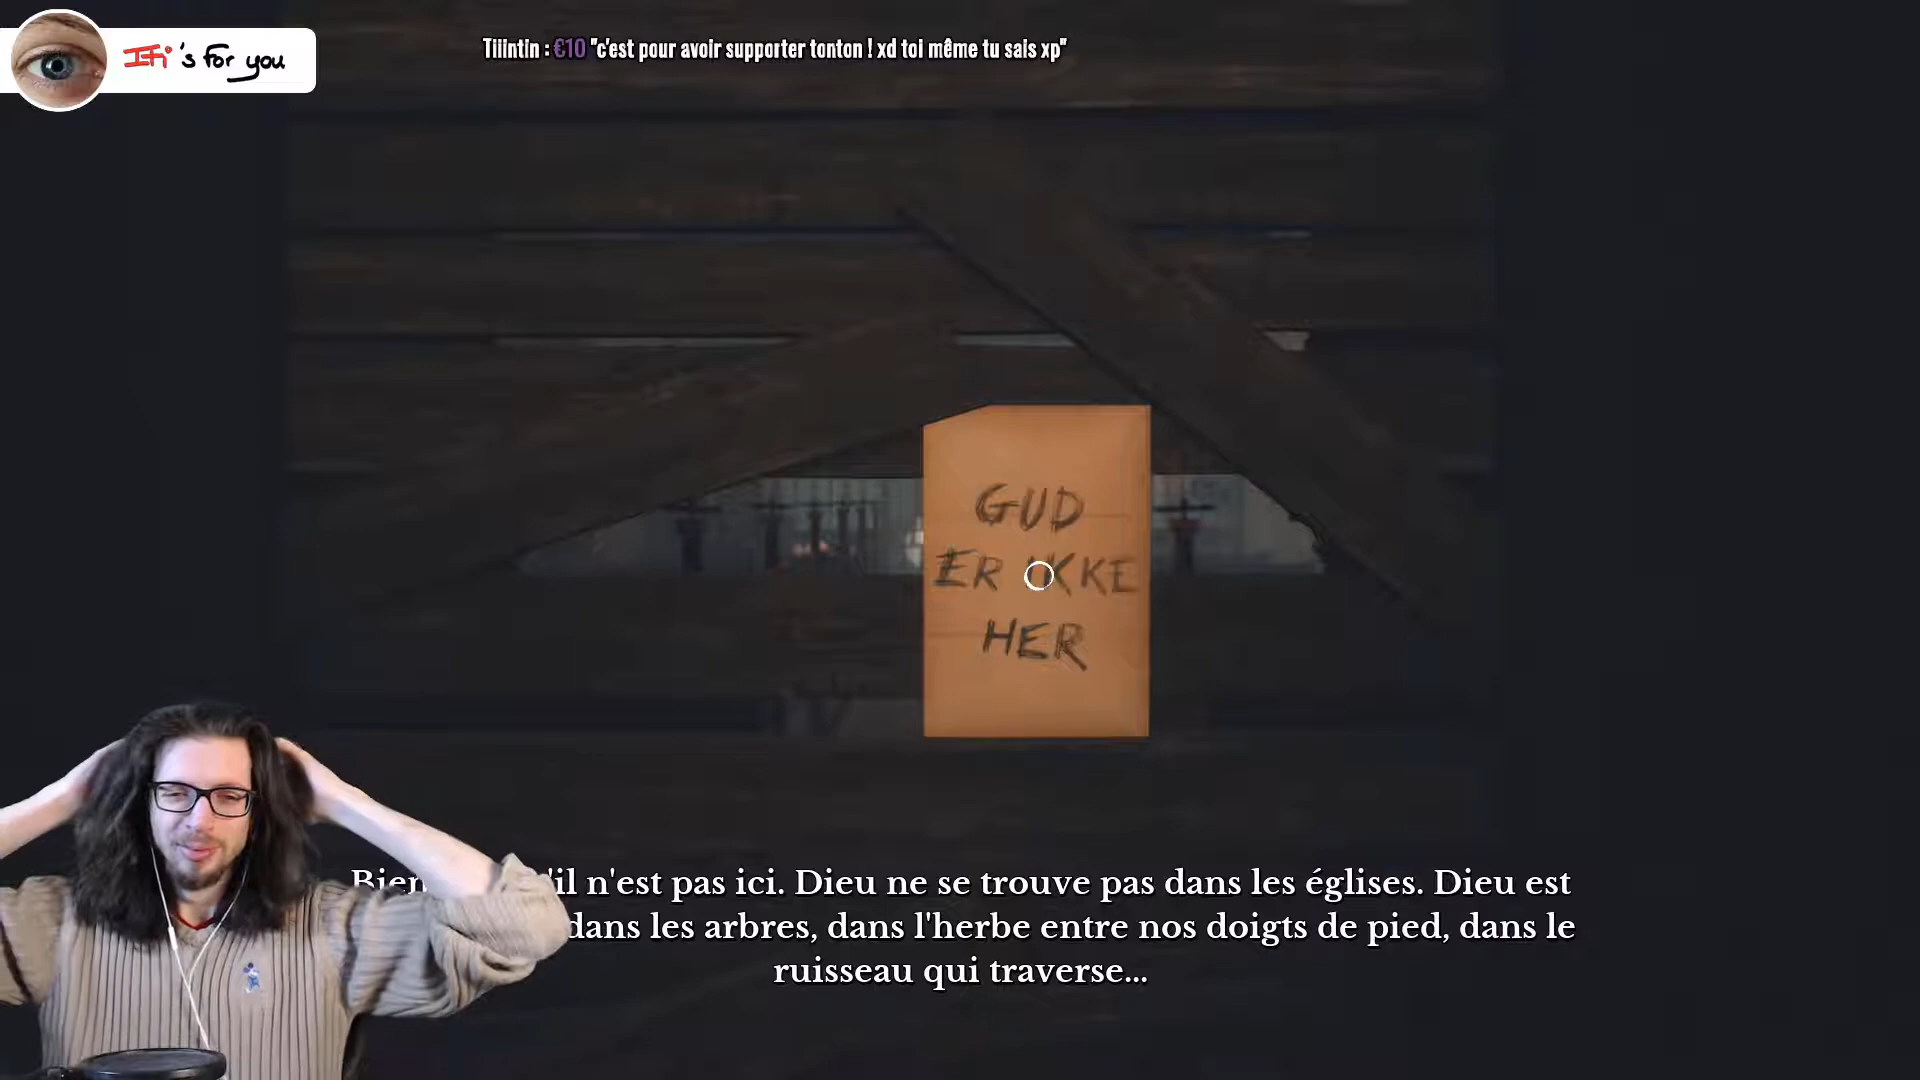 Iti's for you
Tiiintin : €10 "c'est pour avoir supporter tonton ! xd toi même tu sais xp"
GUD
ER IKKE
HER
Bien 'il n'est pas ici. Dieu ne se trouve pas dans les églises. Dieu est
dans les arbres, dans l'herbe entre nos doigts de pied, dans le
ruisseau qui traverse...